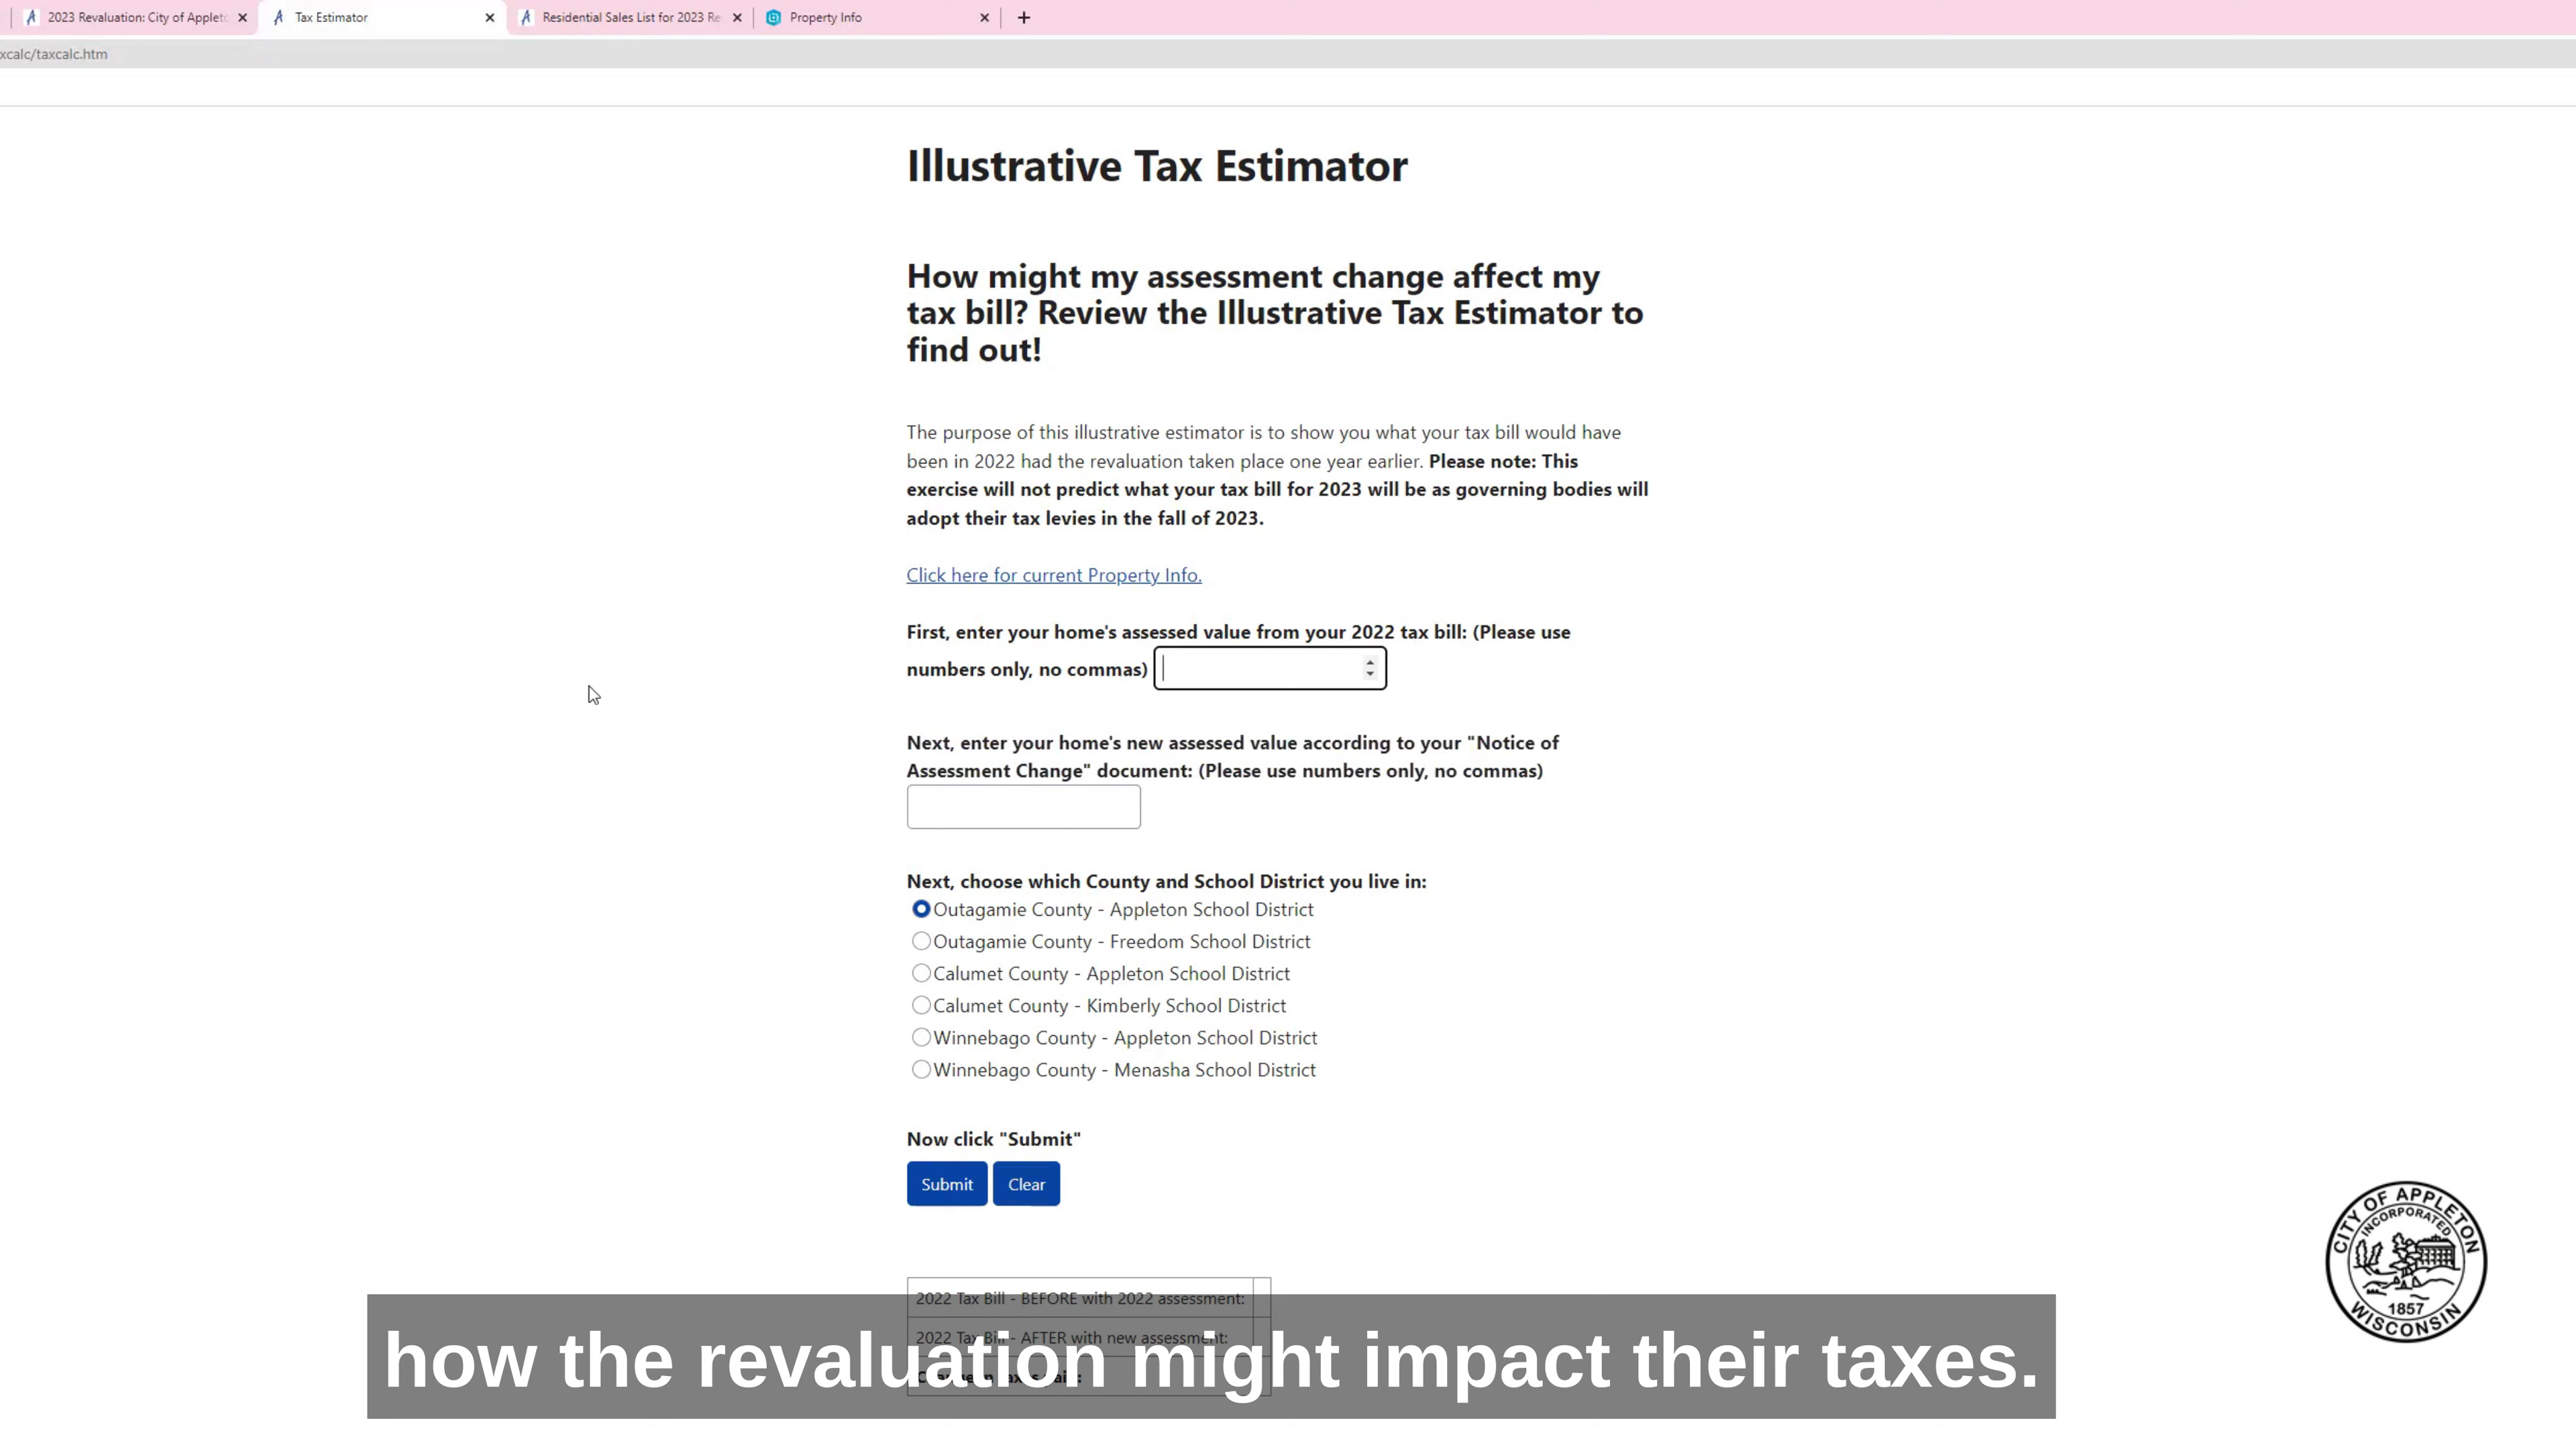 2023 Revaluation: City of Applet
Tax Estimator
Residential Sales List for 2023 Re
Property Info
xcalc/taxcalc.htm
Illustrative Tax Estimator
How might my assessment change affect my
tax bill? Review the Illustrative Tax Estimator to
find out!
The purpose of this illustrative estimator is to show you what your tax bill would have
been in 2022 had the revaluation taken place one year earlier. Please note: This
exercise will not predict what your tax bill for 2023 will be as governing bodies will
adopt their tax levies in the fall of 2023.
Click here for current Property Info.
First, enter your home's assessed value from your 2022 tax bill: (Please use
numbers only, no commas)
Next, enter your home's new assessed value according to your "Notice of
Assessment Change" document: (Please use numbers only, no commas)
Next, choose which County and School District you live in:
Outagamie County - Appleton School District
Outagamie County - Freedom School District
Calumet County - Appleton School District
Calumet County - Kimberly School District
Winnebago County - Appleton School District
Winnebago County - Menasha School District
Now click "Submit"
Submit Clear
2022 Tax Bill - BEFORE with 2022 assessment:
2022 Tax Bill - AFTER with new assessment:
how the revaluation might impact their taxes.
CITY OF APPLETON
INCORPORATED
1857
WISCONSIN